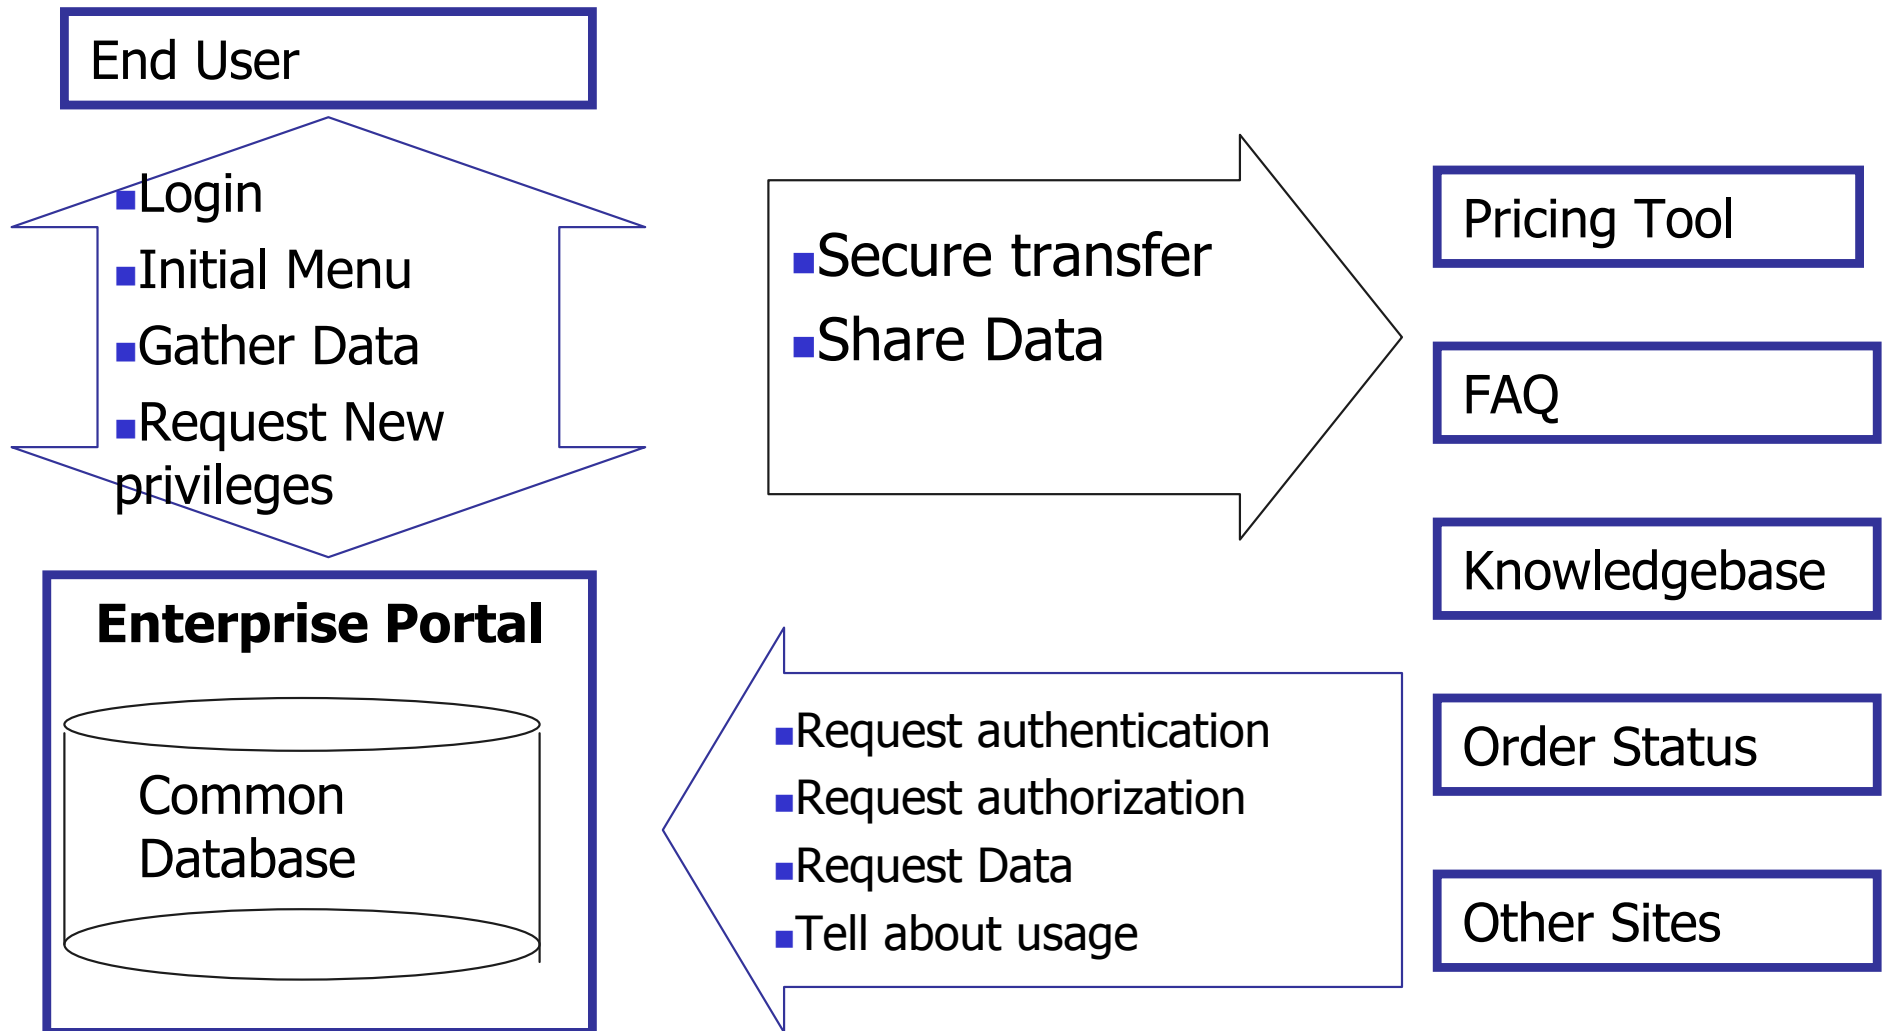 End User
▪Login
▪Initial Menu
▪Gather Data
▪Request New
privileges
Enterprise Portal
Common
Database
▪Secure transfer
▪Share Data
▪Request authentication
▪Request authorization
▪Request Data
▪Tell about usage
Pricing Tool
FAQ
Knowledgebase
Order Status
Other Sites